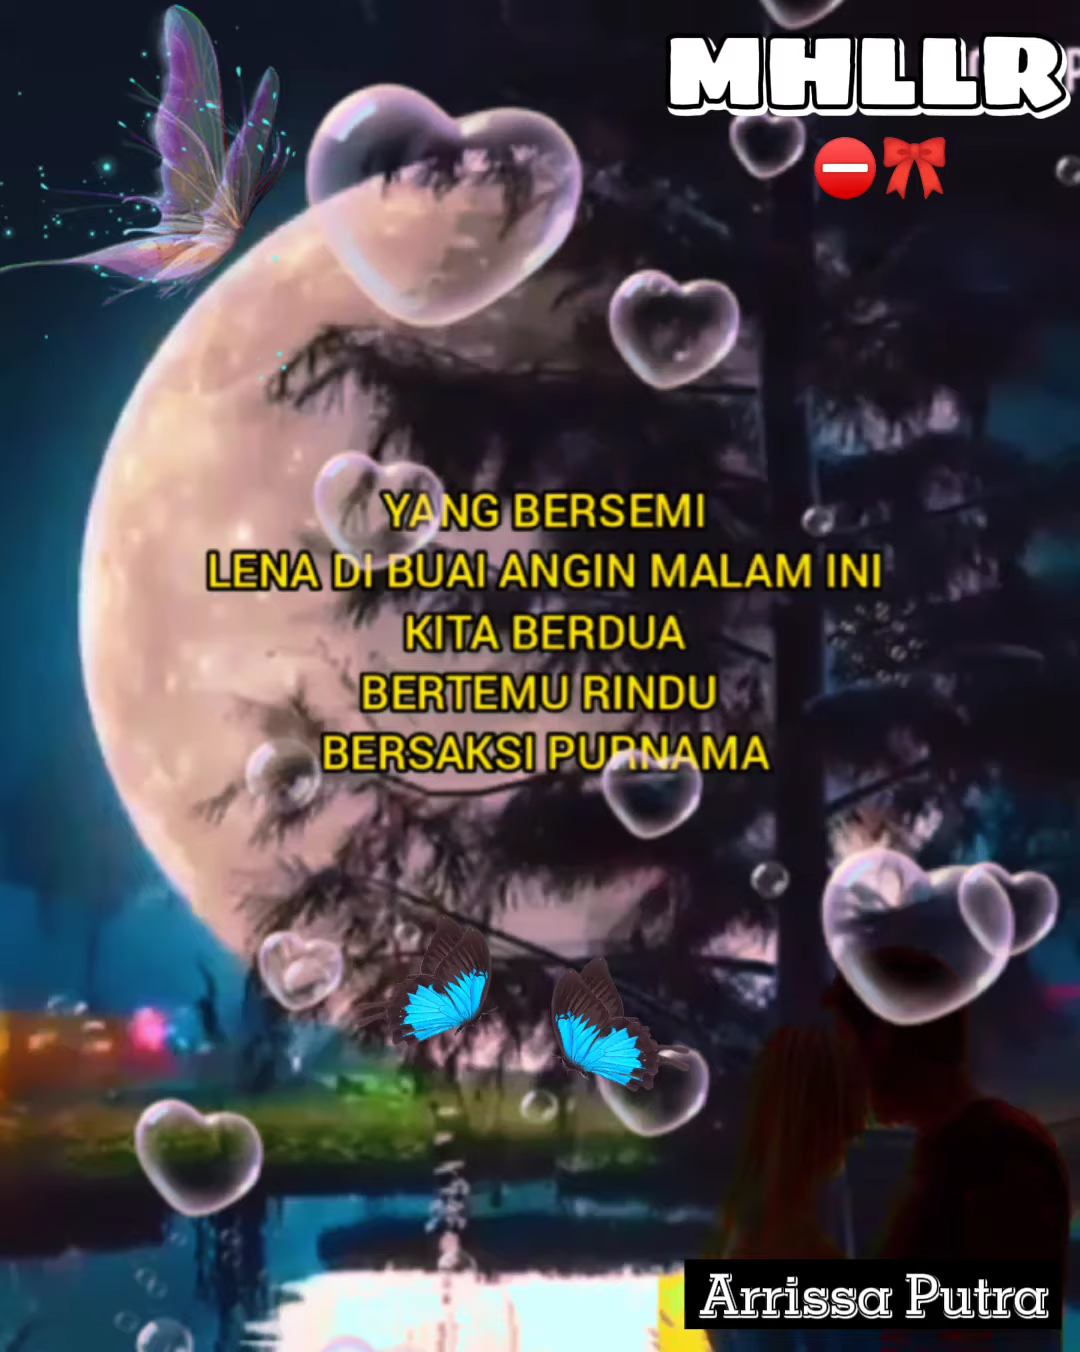 MHLLR
⛔🎀
YANG BERSEMI
LENA DI BUAI ANGIN MALAM INI
KITA BERDUA
BERTEMU RINDU
BERSAKSI PURNAMA
Arrissa Putra